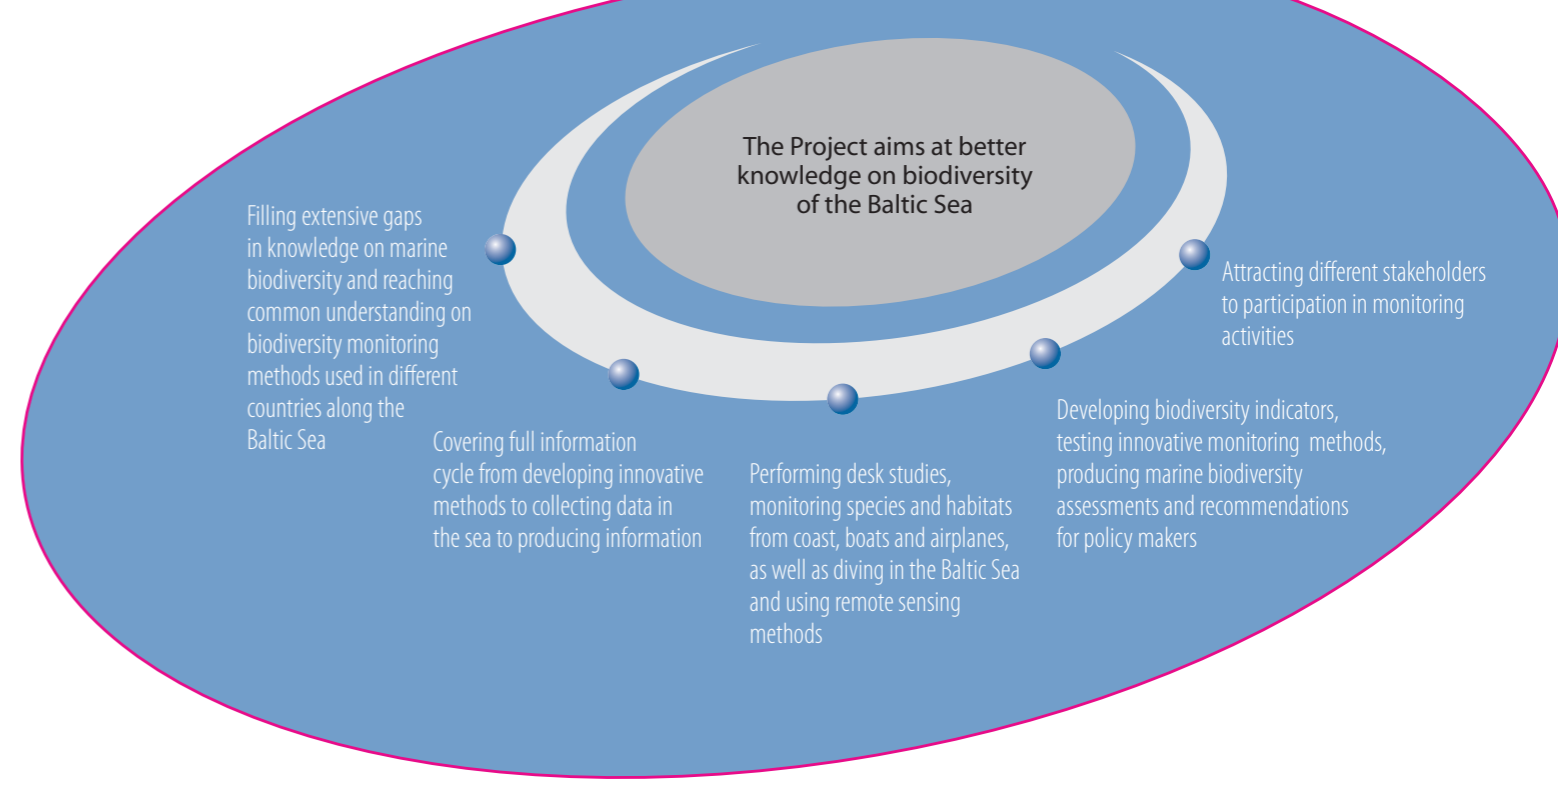 The Project aims at better
knowledge on biodiversity
of the Baltic Sea
Filling extensive gaps
in knowledge on marine
biodiversity and reaching
common understanding on
biodiversity monitoring
methods used in different
countries along the
Baltic Sea
Covering full information
cycle from developing innovative
methods to collecting data in
the sea to producing information
Performing desk studies,
monitoring species and habitats
from coast, boats and airplanes,
as well as diving in the Baltic Sea
and using remote sensing
methods
Developing biodiversity indicators,
testing innovative monitoring  methods,
producing marine biodiversity
assessments and recommendations
for policy makers
Attracting different stakeholders
to participation in monitoring
activities